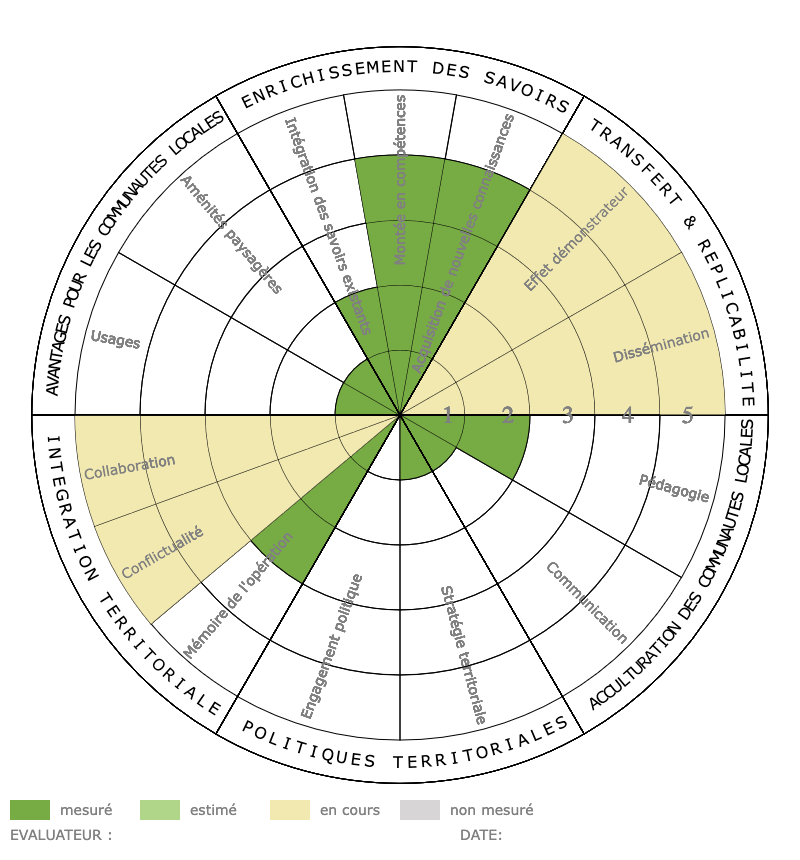 ENRICHISSEMENT DES SAVOIRS
TRANSFERT & REPLICABILITE
AVANTAGES POUR LES COMMUNAUTES LOCALES
Intégration des savoirs existants
Montée en compétences
Acquisition de nouvelles connaissances
Effet démonstrateur
Dissémination
Aménités paysagères
Usages
1 2 3 4 5
Collaboration
Conflictualité
Mémoire de l'opération
Engagement politique
Stratégie territoriale
Communication
Pédagogie
INTEGRATION TERRITORIALE
POLITIQUES TERRITORIALES
ACCULTURATION DES COMMUNAUTES LOCALES
mesuré estimé en cours non mesuré
EVALUATEUR : DATE: